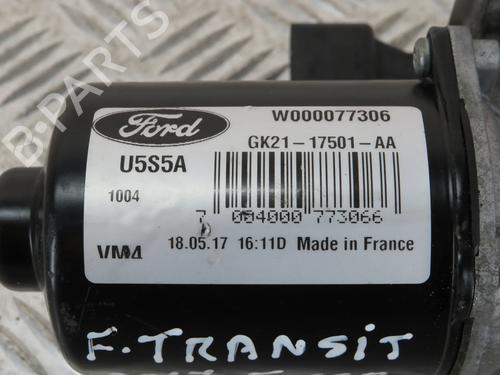 B-PARTS
Ford
W000077306
GK21-17501-AA
U5S5A
1004
7 094000 773066
VM4
18.05.17 16:11D Made in France
F. TRANSIT